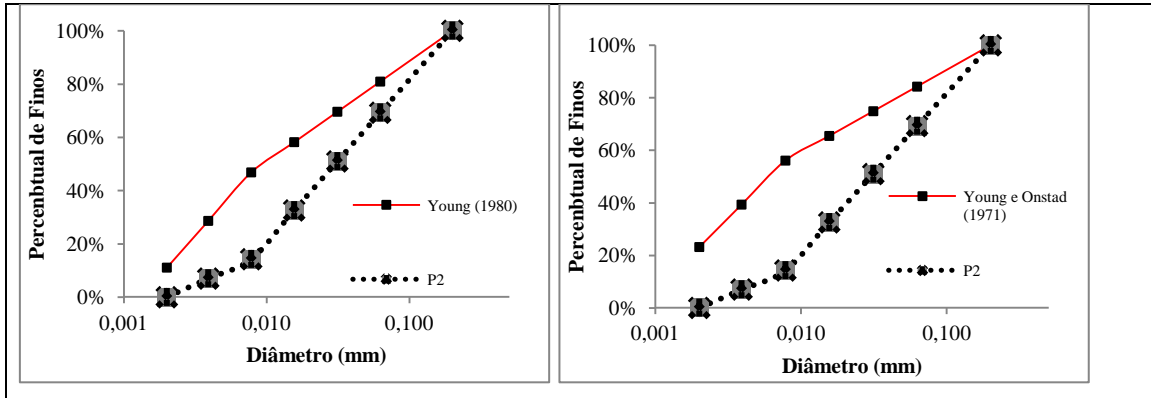 100%
80%
60%
40%
20%
0%
0,001
0,010
0,100
Percenbtual de Finos
Diâmetro (mm)
Young (1980)
P2
100%
80%
60%
40%
20%
0%
0,001
0,010
0,100
Percenbtual de Finos
Diâmetro (mm)
Young e Onstad
(1971)
P2